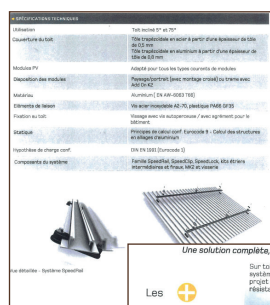 SPÉCIFICATIONS TECHNIQUES
Utilisation Toit incliné 5° et 75°
Couverture du toit Tôle trapézoïdale en acier à partir d'une épaisseur de tôle
de 0,5 mm
Tôle trapézoïdale en aluminium à partir d'une épaisseur de
tôle de 0,8 mm
Modules PV Adapté pour tous les types courants de modules
Disposition des modules Paysage/portrait (avec montage croisé) ou trame avec
Add On KZ
Matériau Aluminium [EN AW-6063 T66]
Éléments de liaison Vis acier inoxydable A2-70, plastique PA66 GF35
Fixation au toit Vissage avec vis autoperceuse / avec agrément pour le
bâtiment
Statique Principes de calcul conf. Eurocode 9 - Calcul des structures
en alliages d'aluminium
Hypothèse de charge conf. DIN EN 1991 (Eurocode 1)
Composants du système Famille SpeedRail, SpeedClip, SpeedLock, kits étriers
intermédiaires et finaux, MK2 et visserie
Une solution complète,
rue détaillée - Système SpeedRail
Sur to
systèm
projet
résista
Les